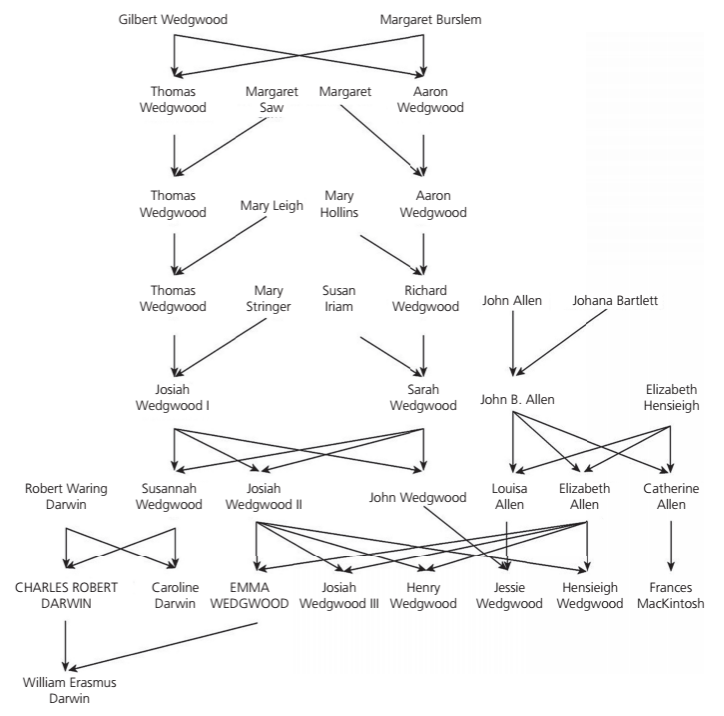 Gilbert Wedgwood
Margaret Burslem
Thomas
Wedgwood
Margaret
Saw
Margaret
Aaron
Wedgwood
Thomas
Wedgwood
Mary Leigh
Mary
Hollins
Aaron
Wedgwood
Thomas
Wedgwood
Mary
Stringer
Susan
Iriam
Richard
Wedgwood
John Allen
Johana Bartlett
Josiah
Wedgwood I
Sarah
Wedgwood
John B. Allen
Elizabeth
Hensieigh
Robert Waring
Darwin
Susannah
Wedgwood
Josiah
Wedgwood II
John Wedgwood
Louisa
Allen
Elizabeth
Allen
Catherine
Allen
CHARLES ROBERT
DARWIN
Caroline
Darwin
EMMA
WEDGWOOD
Josiah
Wedgwood III
Henry
Wedgwood
Jessie
Wedgwood
Hensieigh
Wedgwood
Frances
MacKintosh
William Erasmus
Darwin